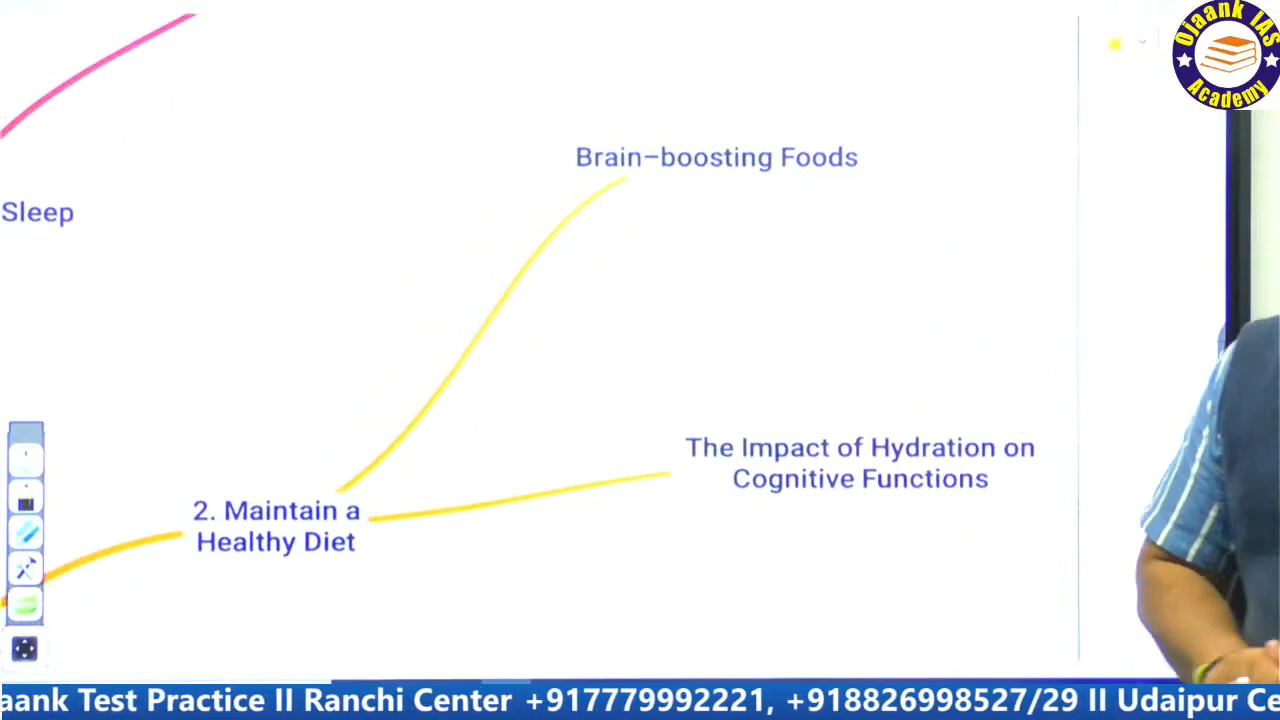 Ojaank IAS
Academy
Brain–boosting Foods
Sleep
The Impact of Hydration on
Cognitive Functions
2. Maintain a
Healthy Diet
aank Test Practice II Ranchi Center +917779992221, +918826998527/29 II Udaipur Ce